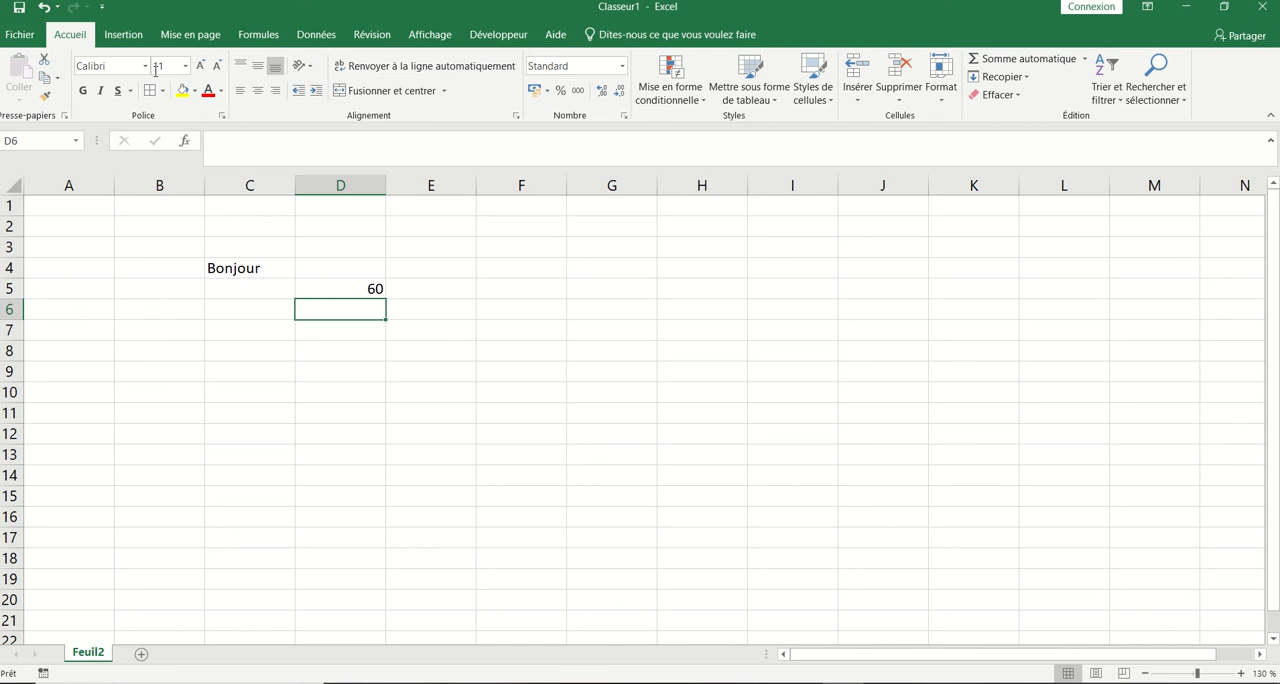 Classeur1 - Excel
Connexion
Fichier Accueil Insertion Mise en page Formules Données Révision Affichage Développeur Aide Dites-nous ce que vous voulez faire Partager
Coller
Calibri
Renvoyer à la ligne automatiquement
Standard
Mise en forme conditionnelle
Mettre sous forme de tableau
Styles de cellules
Insérer Supprimer Format
Somme automatique
Recopier
Effacer
Trier et filtrer
Rechercher et sélectionner
G I S
A
Fusionner et centrer
% 000
Presse-papiers Police Alignement Nombre Styles Cellules Édition
D6
fx
A B C D E F G H I J K L M N
1
2
3
4 Bonjour
5 60
6
7
8
9
10
11
12
13
14
15
16
17
18
19
20
21
22
Feuil2
Prêt
130 %